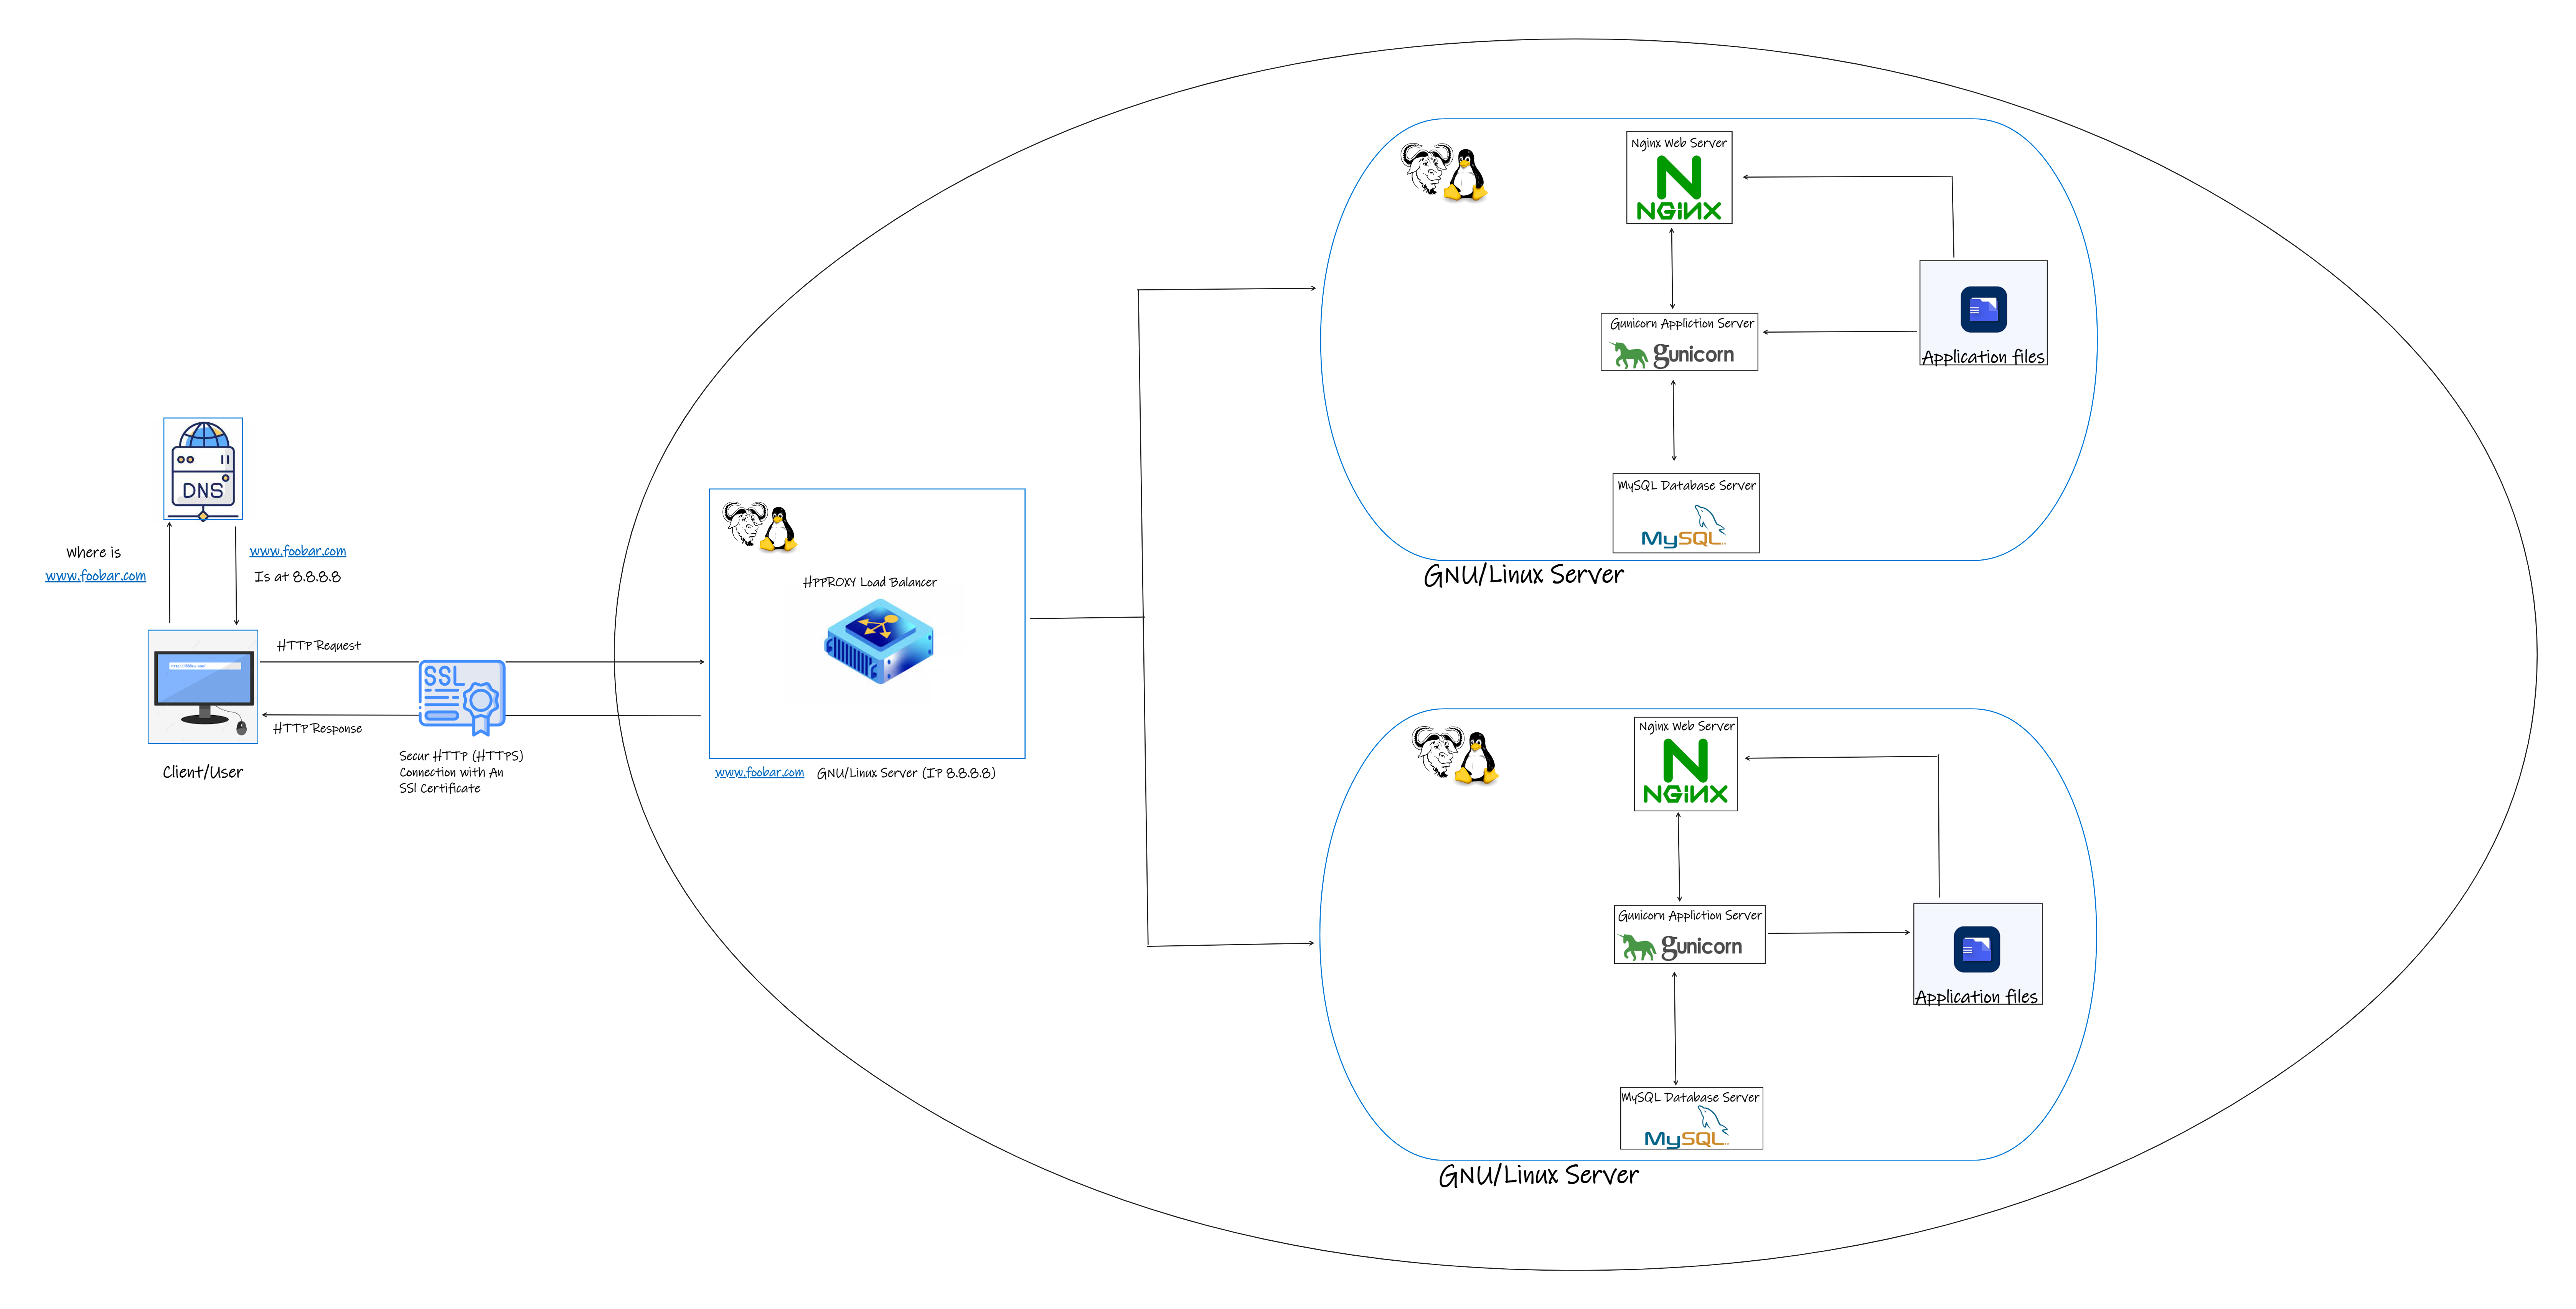 DNS
where is
www.foobar.com
www.foobar.com
Is at 8.8.8.8
HTTP Request
HTTP Response
Client/User
SSL
Secur HTTP (HTTPS)
Connection with An
SSl Certificate
HPPROXY Load Balancer
www.foobar.com GNU/Linux Server (IP 8.8.8.8)
Nginx Web Server
N
NGiNX
Gunicorn Appliction Server
gunicorn
Application files
MySQL Database Server
MySQL
GNU/Linux Server
Nginx Web Server
N
NGiNX
Gunicorn Appliction Server
gunicorn
Application files
MySQL Database Server
MySQL
GNU/Linux Server